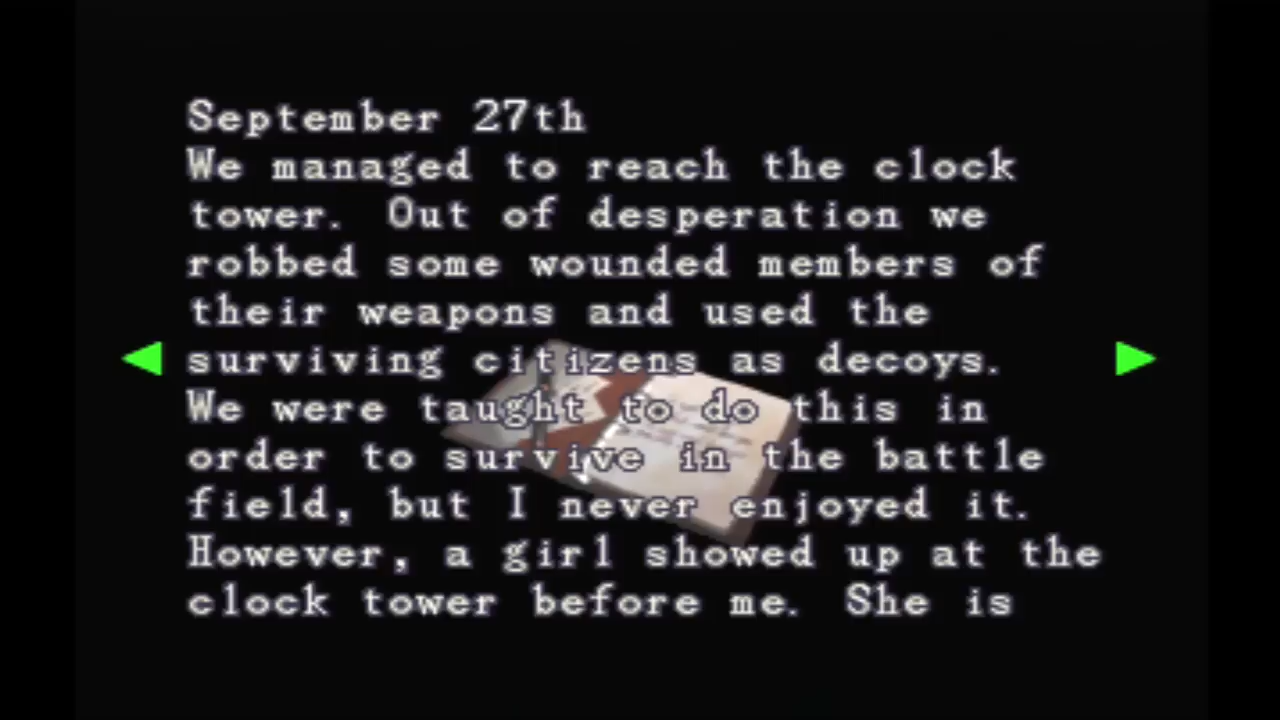 September 27th
We managed to reach the clock
tower. Out of desperation we
robbed some wounded members of
their weapons and used the
surviving citizens as decoys.
We were taught to do this in
order to survive in the battle
field, but I never enjoyed it.
However, a girl showed up at the
clock tower before me. She is